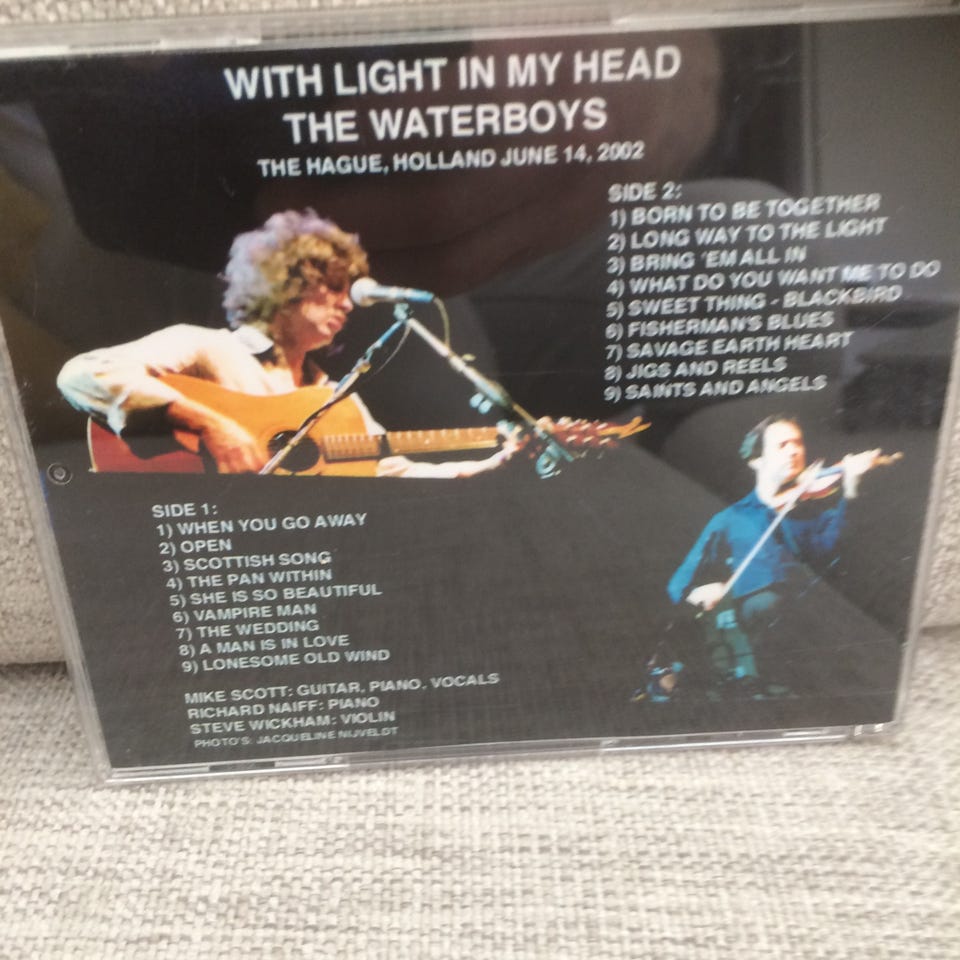 WITH LIGHT IN MY HEAD
THE WATERBOYS
THE HAGUE, HOLLAND JUNE 14, 2002
SIDE 2:
1) BORN TO BE TOGETHER
2) LONG WAY TO THE LIGHT
3) BRING 'EM ALL IN
4) WHAT DO YOU WANT ME TO DO
5) SWEET THING - BLACKBIRD
6) FISHERMAN'S BLUES
7) SAVAGE EARTH HEART
8) JIGS AND REELS
9) SAINTS AND ANGELS
SIDE 1:
1) WHEN YOU GO AWAY
2) OPEN
3) SCOTTISH SONG
4) THE PAN WITHIN
5) SHE IS SO BEAUTIFUL
6) VAMPIRE MAN
7) THE WEDDING
8) A MAN IS IN LOVE
9) LONESOME OLD WIND
MIKE SCOTT: GUITAR, PIANO, VOCALS
RICHARD NAIFF: PIANO
STEVE WICKHAM: VIOLIN
PHOTO'S: JACQUELINE NIJVELDT